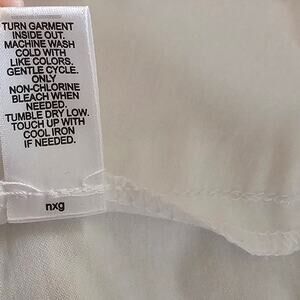 TURN GARMENT
INSIDE OUT.
MACHINE WASH
COLD WITH
LIKE COLORS.
GENTLE CYCLE.
ONLY
NON-CHLORINE
BLEACH WHEN
NEEDED.
TUMBLE DRY LOW.
TOUCH UP WITH
COOL IRON
IF NEEDED.
nxg